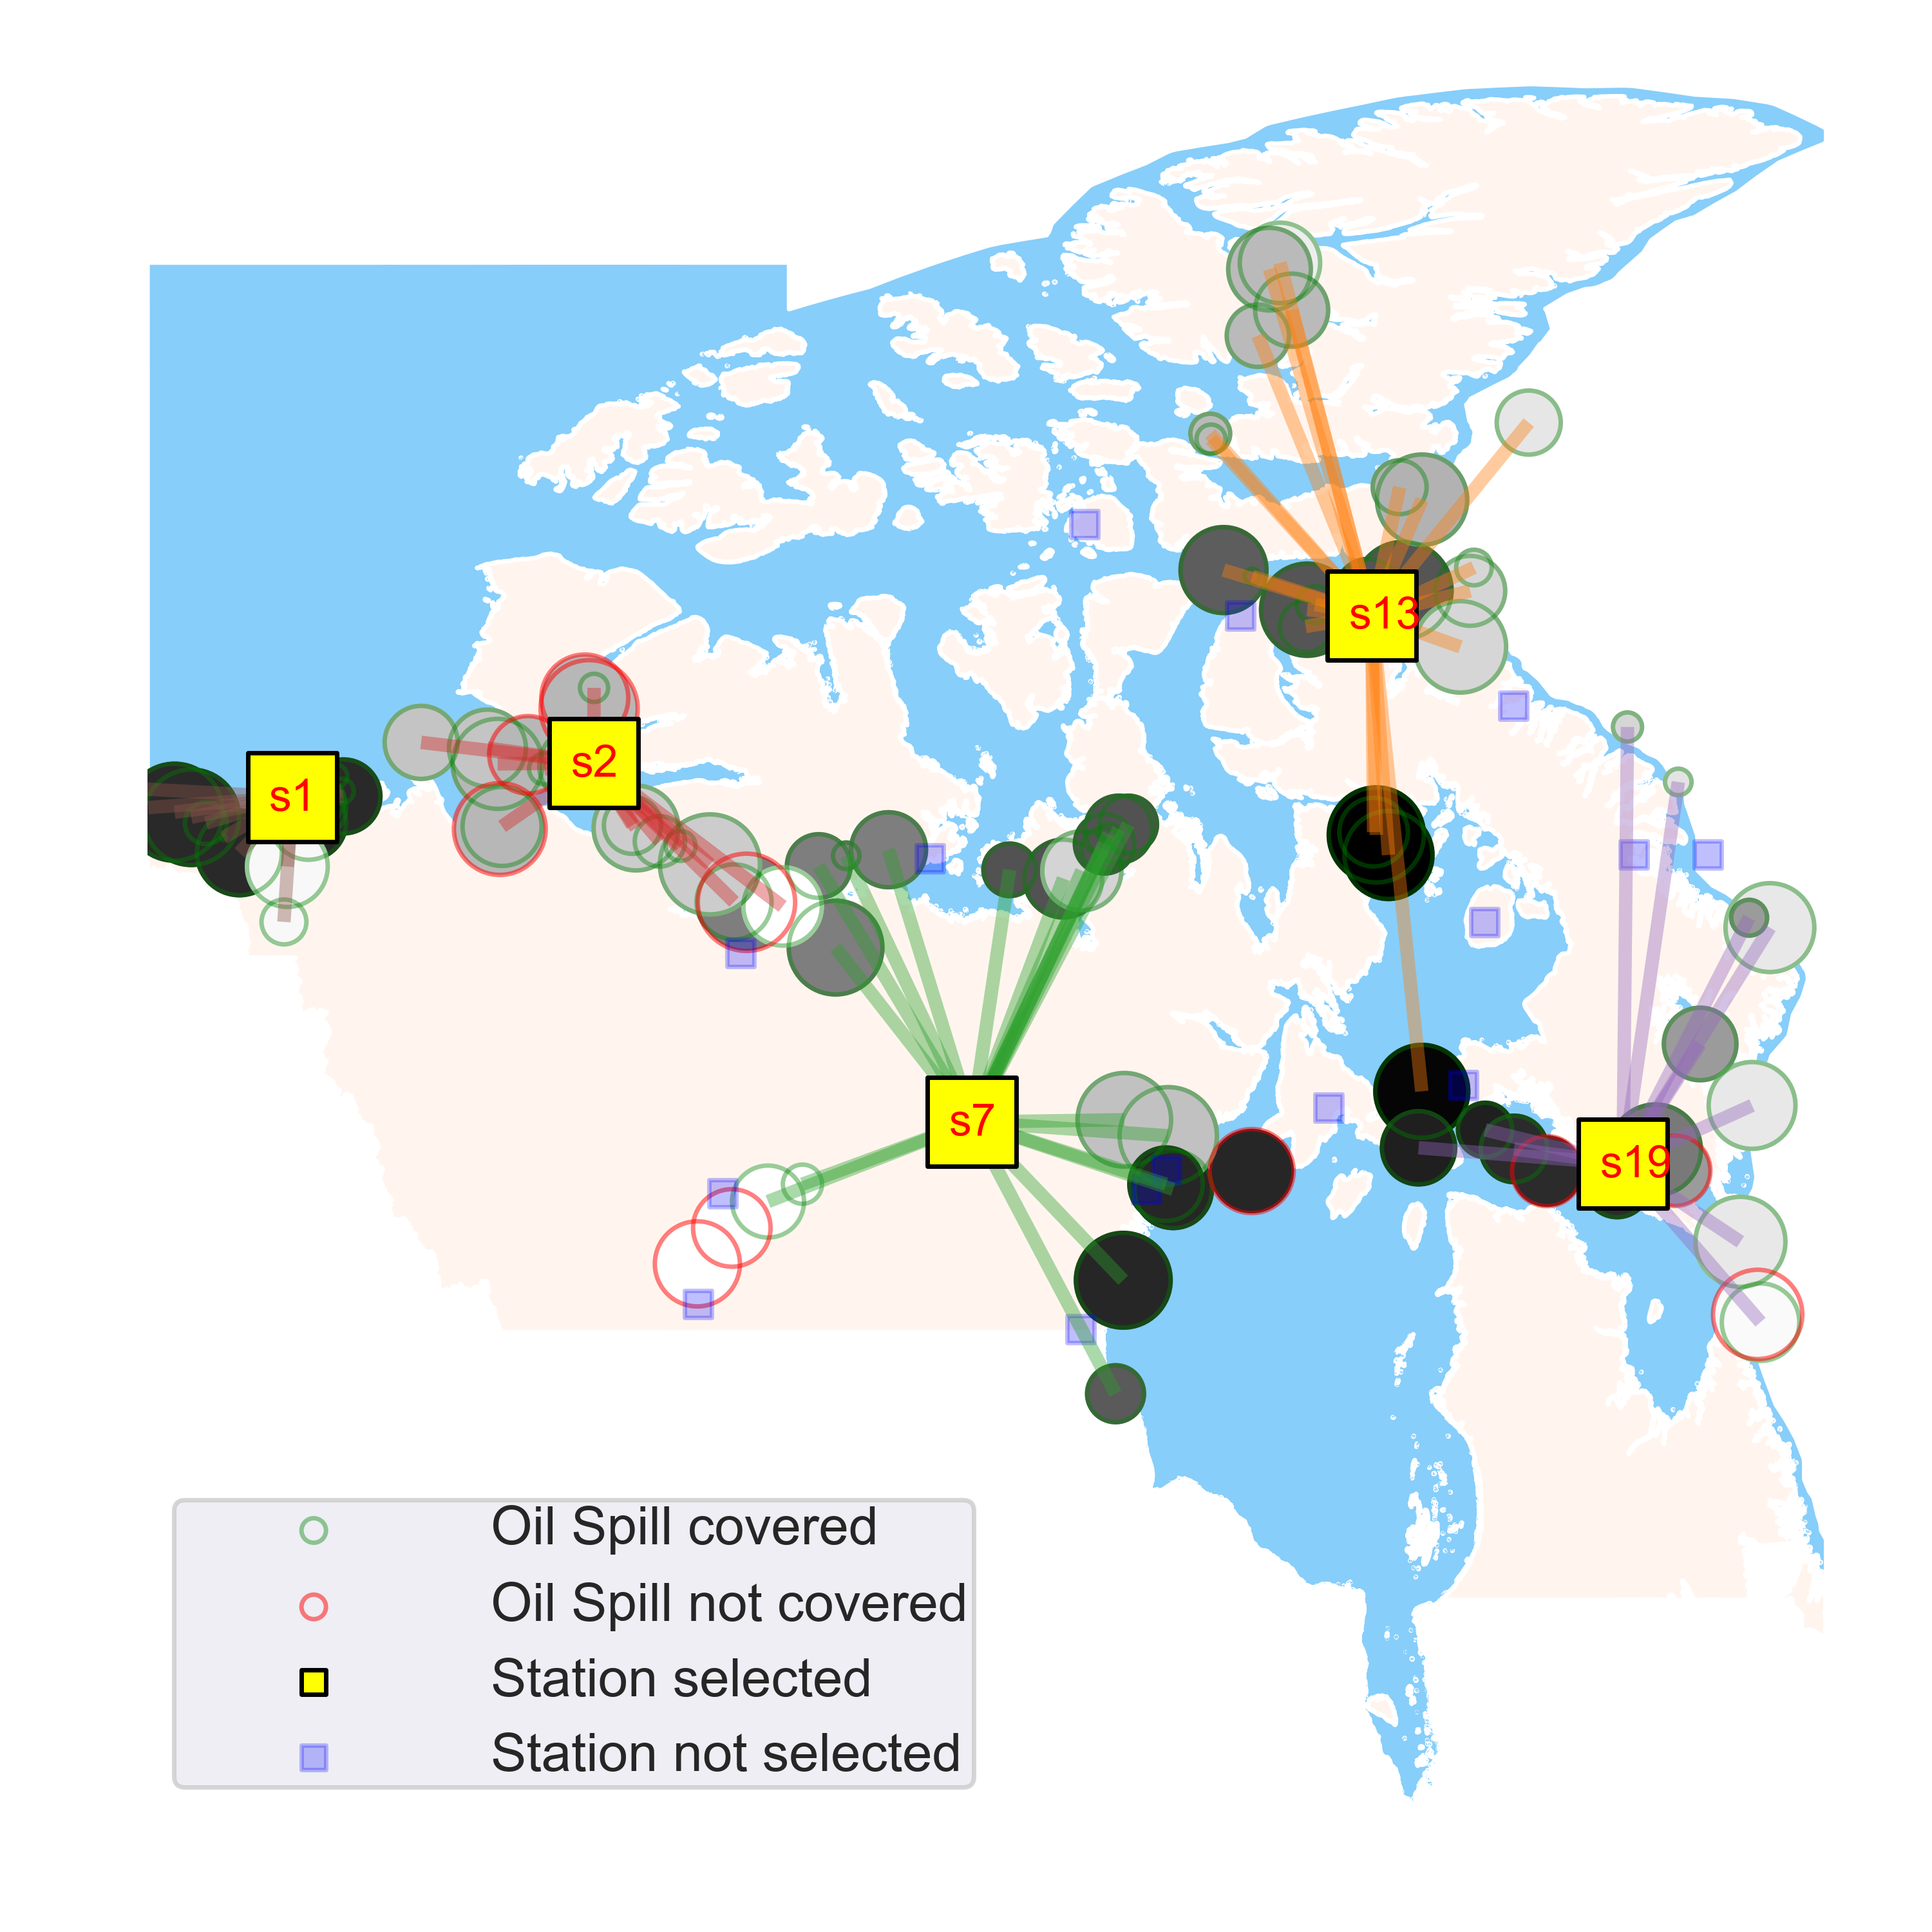 s13
s2
s1
s7
s19
Oil Spill covered
Oil Spill not covered
Station selected
Station not selected